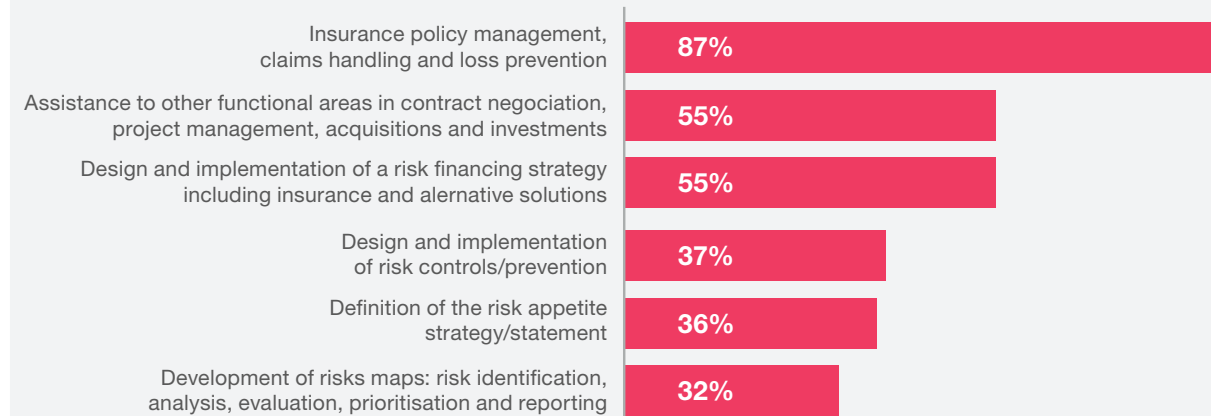 Insurance policy management,
claims handling and loss prevention
87%
Assistance to other functional areas in contract negociation,
project management, acquisitions and investments
55%
Design and implementation of a risk financing strategy
including insurance and alernative solutions
55%
Design and implementation
of risk controls/prevention
37%
Definition of the risk appetite
strategy/statement
36%
Development of risks maps: risk identification,
analysis, evaluation, prioritisation and reporting
32%